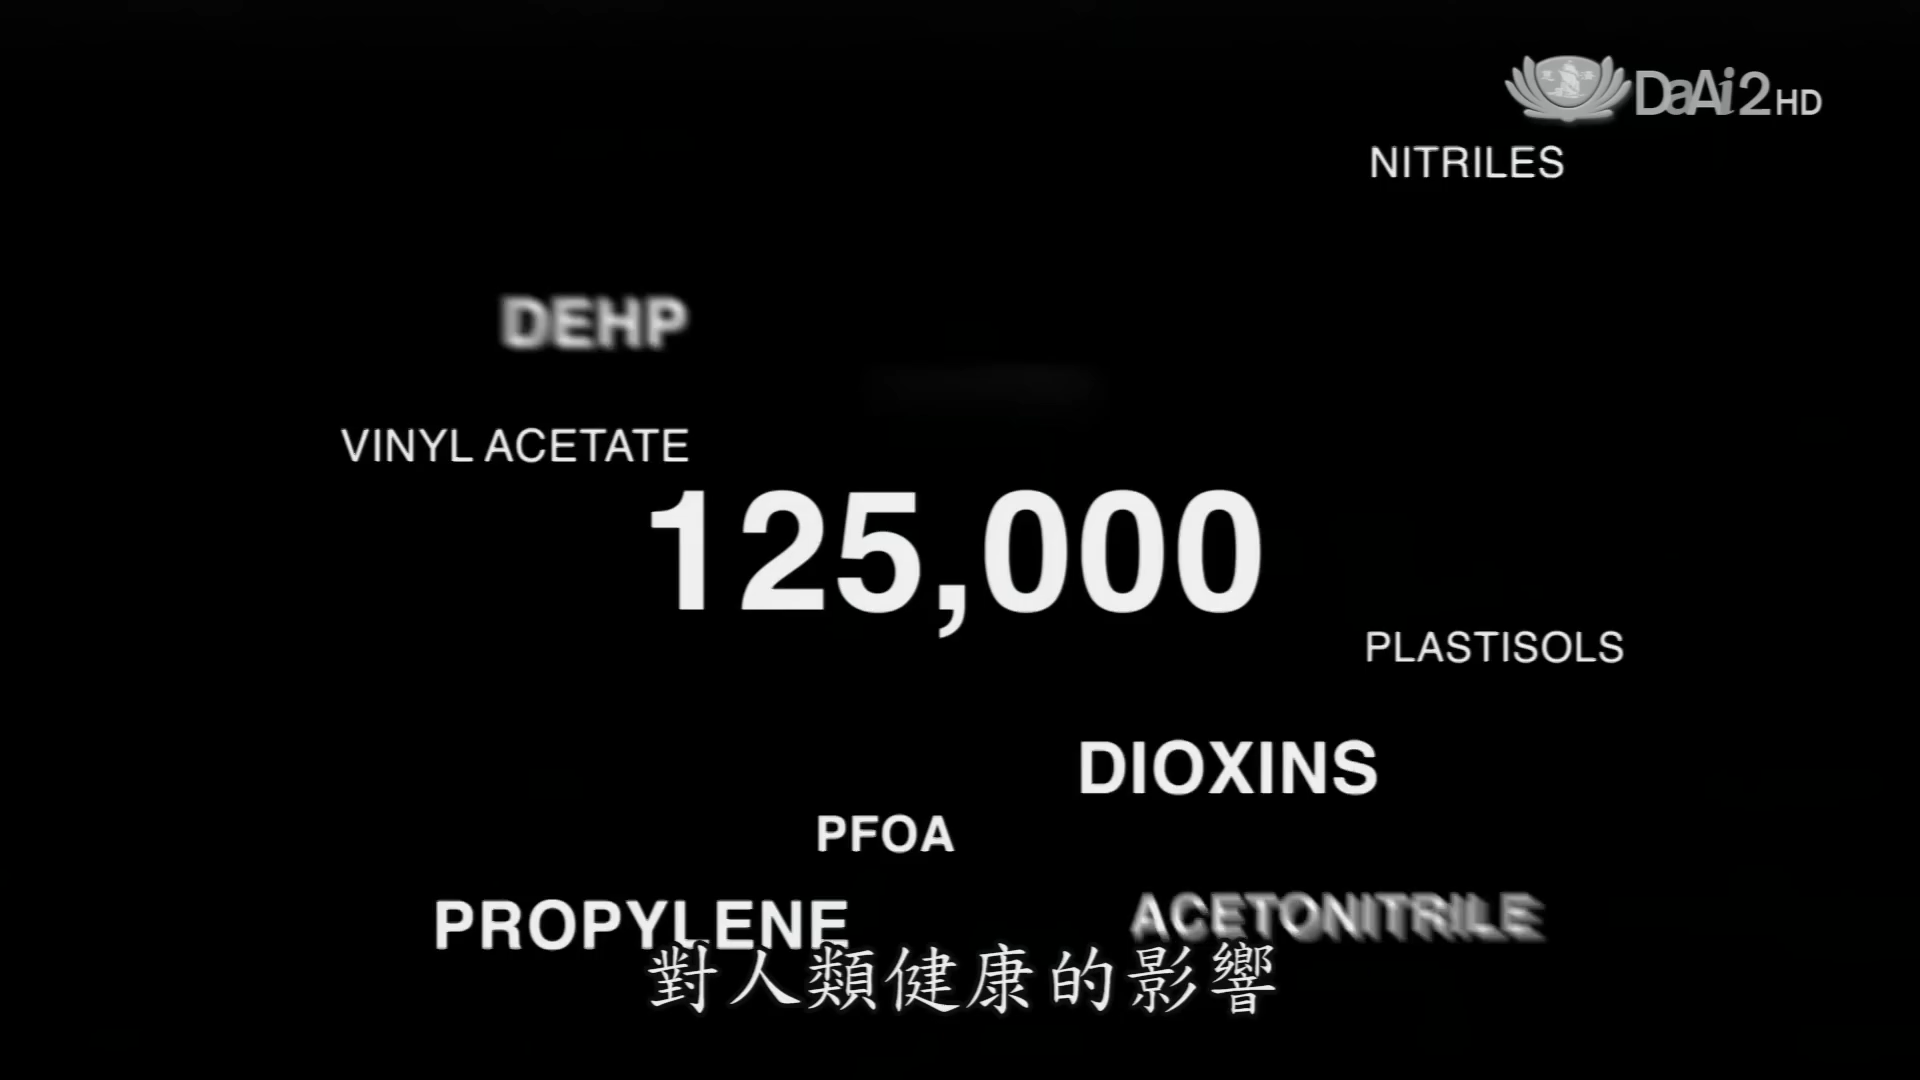 DaAi2HD
NITRILES
DEHP
VINYL ACETATE
125,000
PLASTISOLS
DIOXINS
PFOA
PROPYLENE
ACETONITRILE
對人類健康的影響